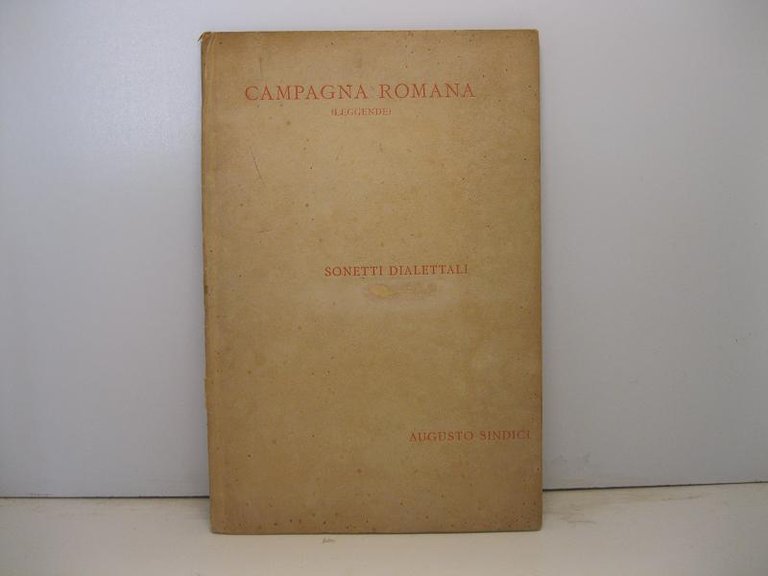 CAMPAGNA ROMANA
(LEGGENDE)
SONETTI DIALETTALI
AUGUSTO SINDICI